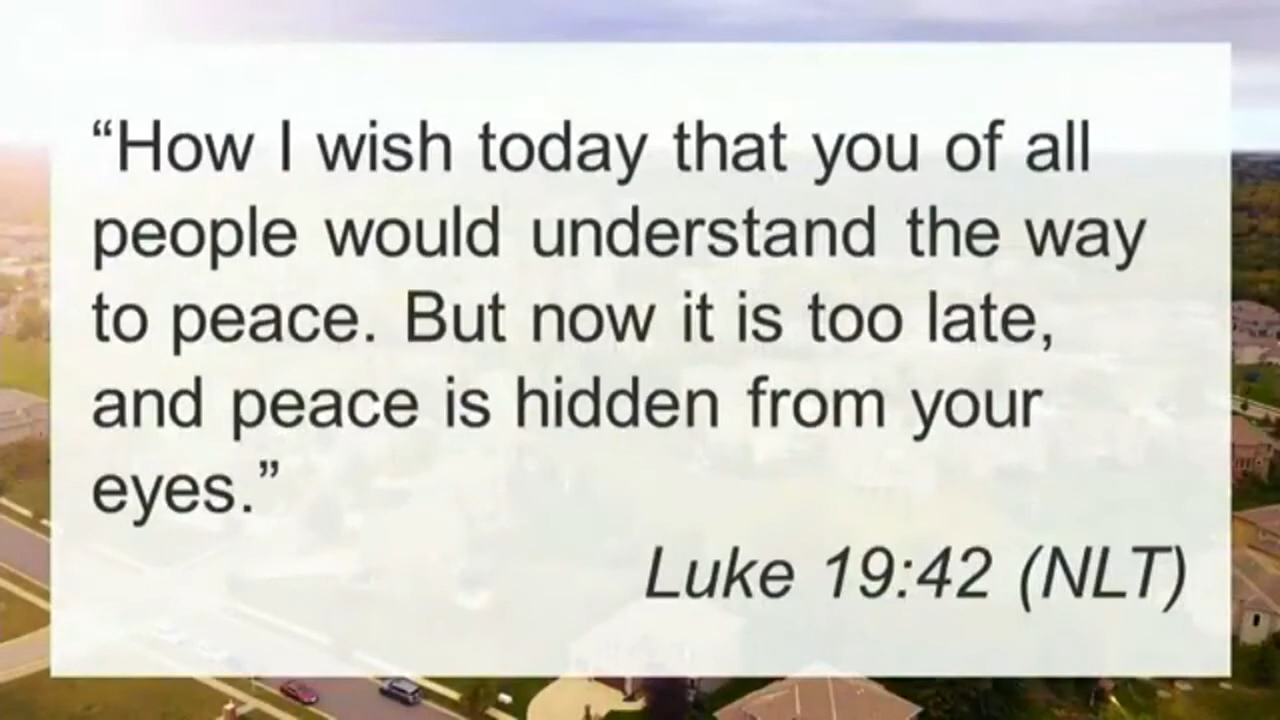 “How I wish today that you of all
people would understand the way
to peace. But now it is too late,
and peace is hidden from your
eyes.”
Luke 19:42 (NLT)